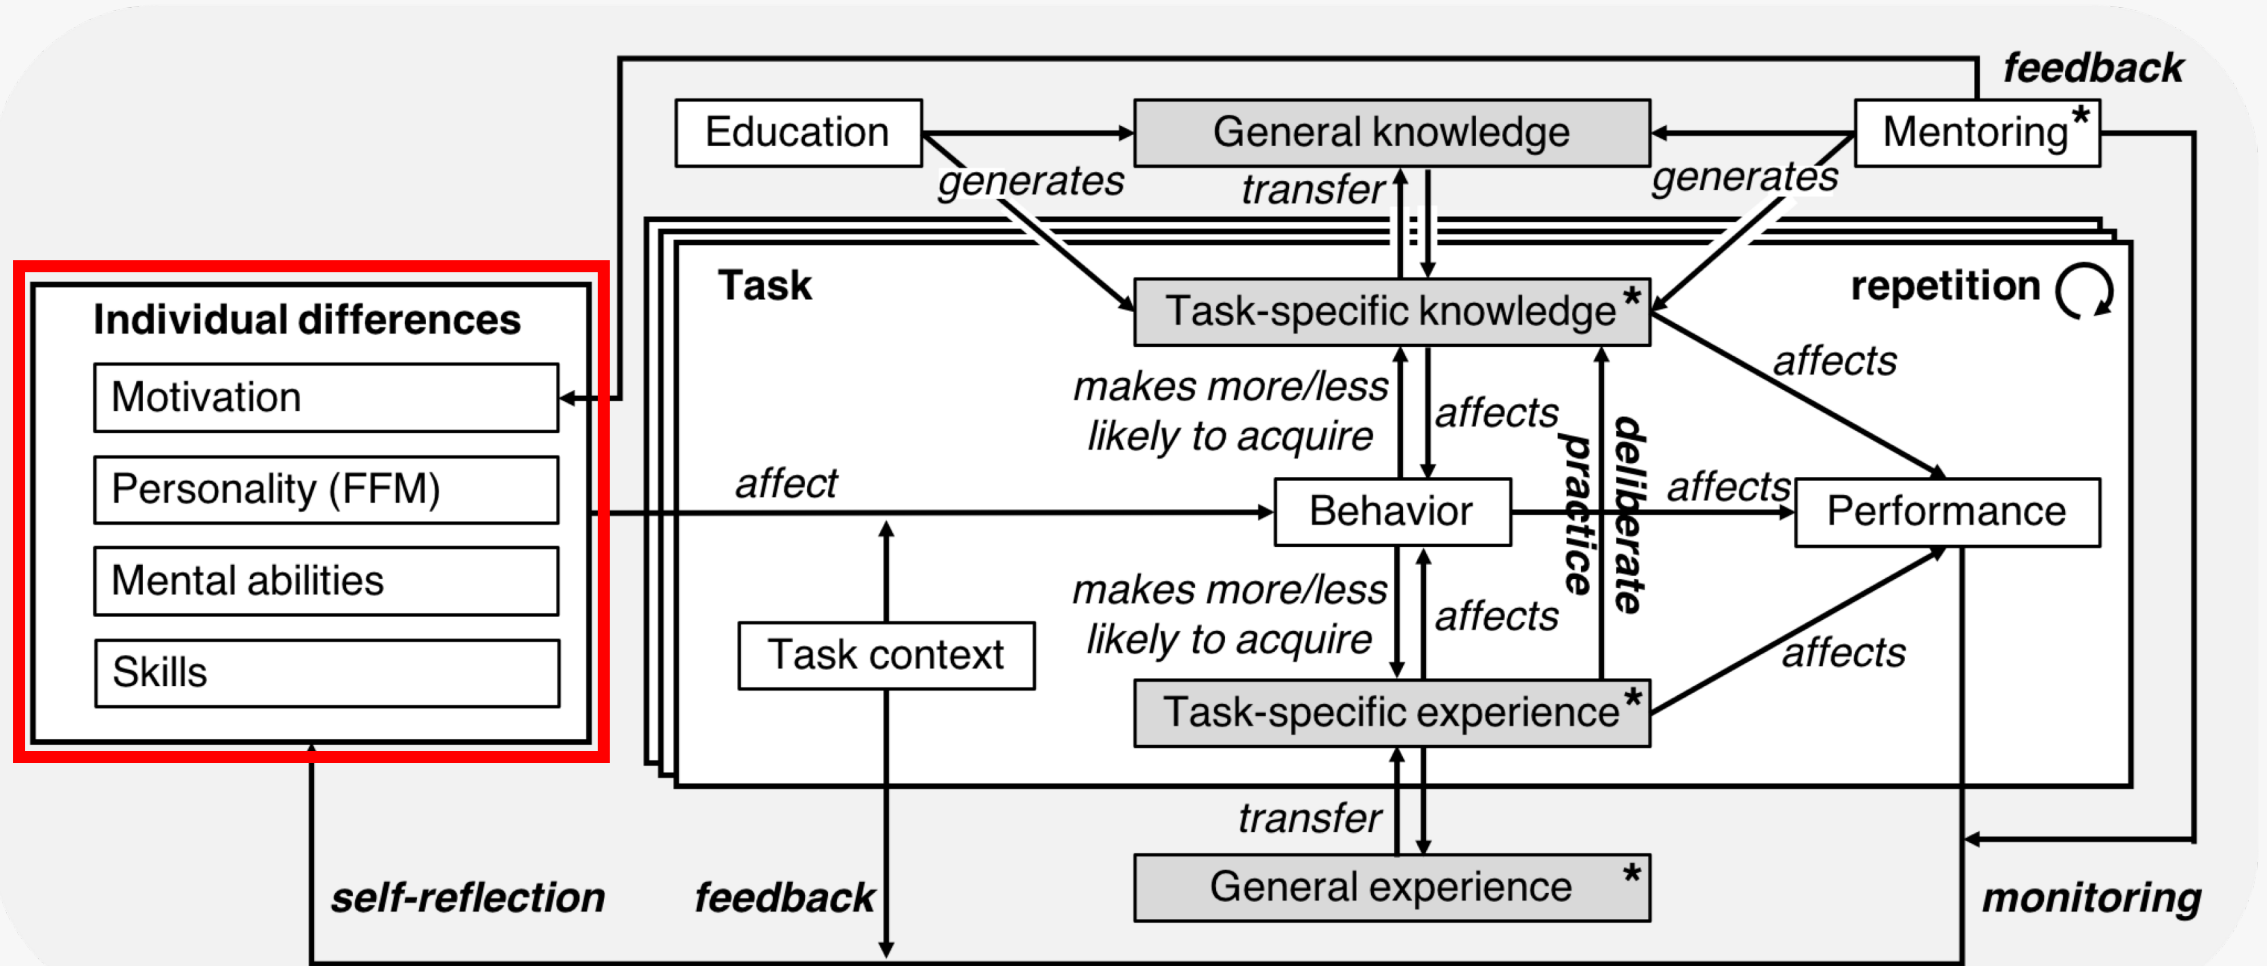 feedback
Education
General knowledge
Mentoring*
generates
transfer
generates
Task
repetition
Individual differences
Motivation
Personality (FFM)
Mental abilities
Skills
Task-specific knowledge*
affects
makes more/less
likely to acquire
affects
deliberate
practice
affect
Behavior
affects
Performance
makes more/less
likely to acquire
affects
Task context
affects
Task-specific experience*
transfer
General experience *
self-reflection
feedback
monitoring